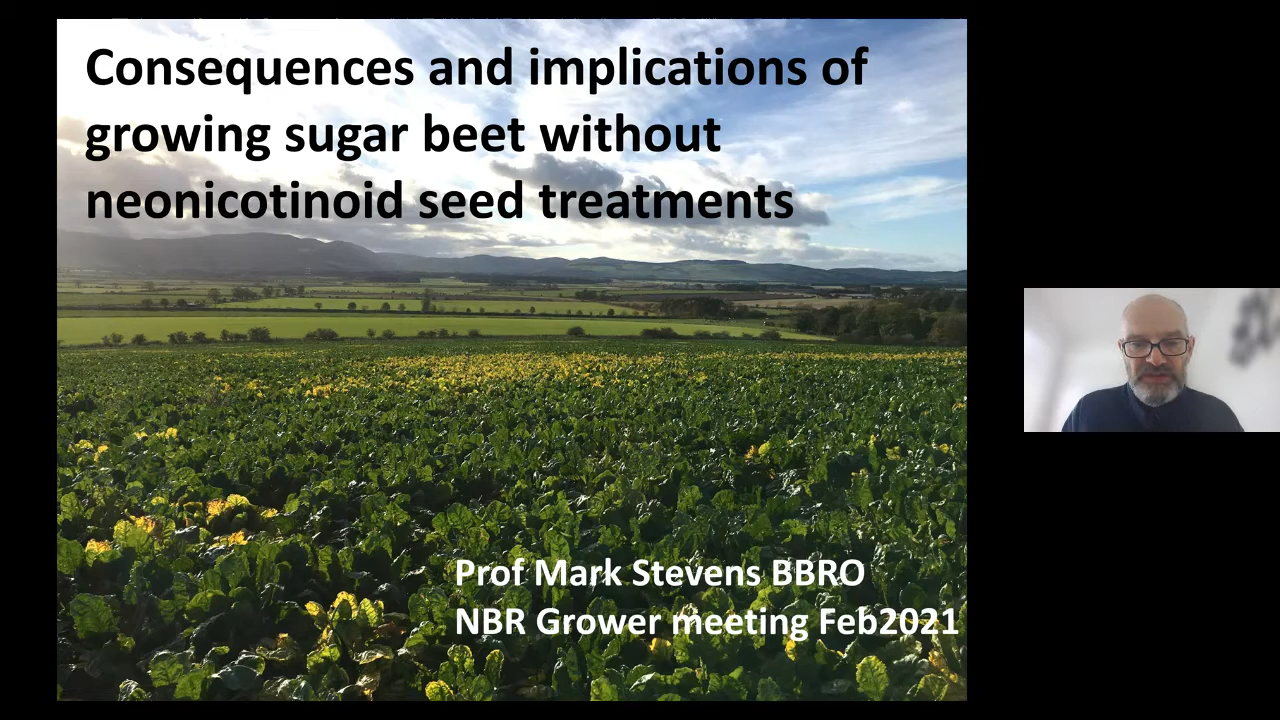 Consequences and implications of
growing sugar beet without
neonicotinoid seed treatments
Prof Mark Stevens BBRO
NBR Grower meeting Feb2021